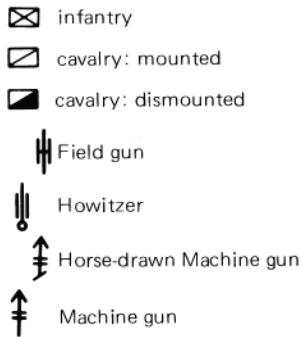 infantry
cavalry: mounted
cavalry: dismounted
Field gun
Howitzer
Horse-drawn Machine gun
Machine gun